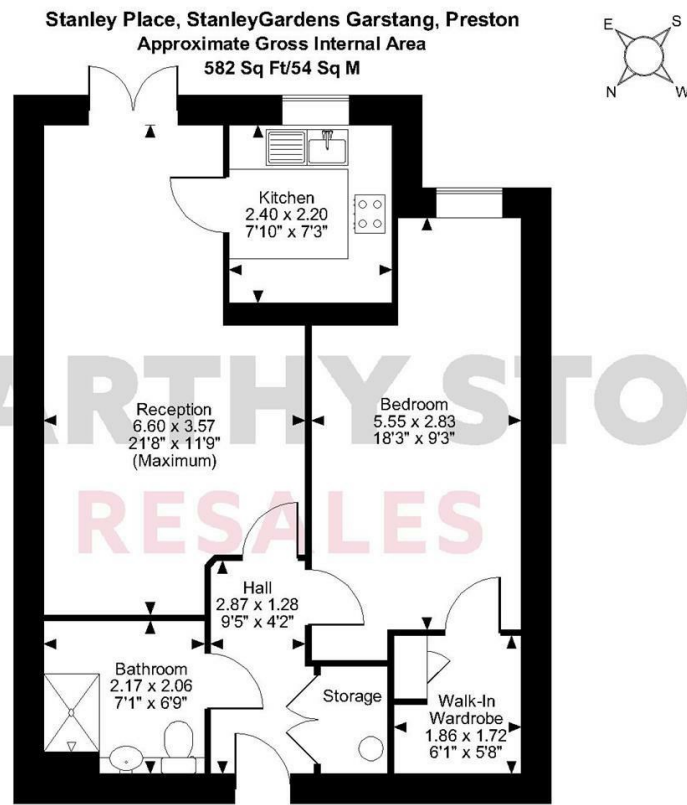 Stanley Place, StanleyGardens Garstang, Preston
Approximate Gross Internal Area
582 Sq Ft/54 Sq M
E
S
N
W
Kitchen
2.40 x 2.20
7'10" x 7'3"
ARTHY STO
Reception
6.60 x 3.57
21'8" x 11'9"
(Maximum)
Bedroom
5.55 x 2.83
18'3" x 9'3"
RESALES
Hall
2.87 x 1.28
9'5" x 4'2"
Bathroom
2.17 x 2.06
7'1" x 6'9"
Storage
Walk-In
Wardrobe
1.86 x 1.72
6'1" x 5'8"